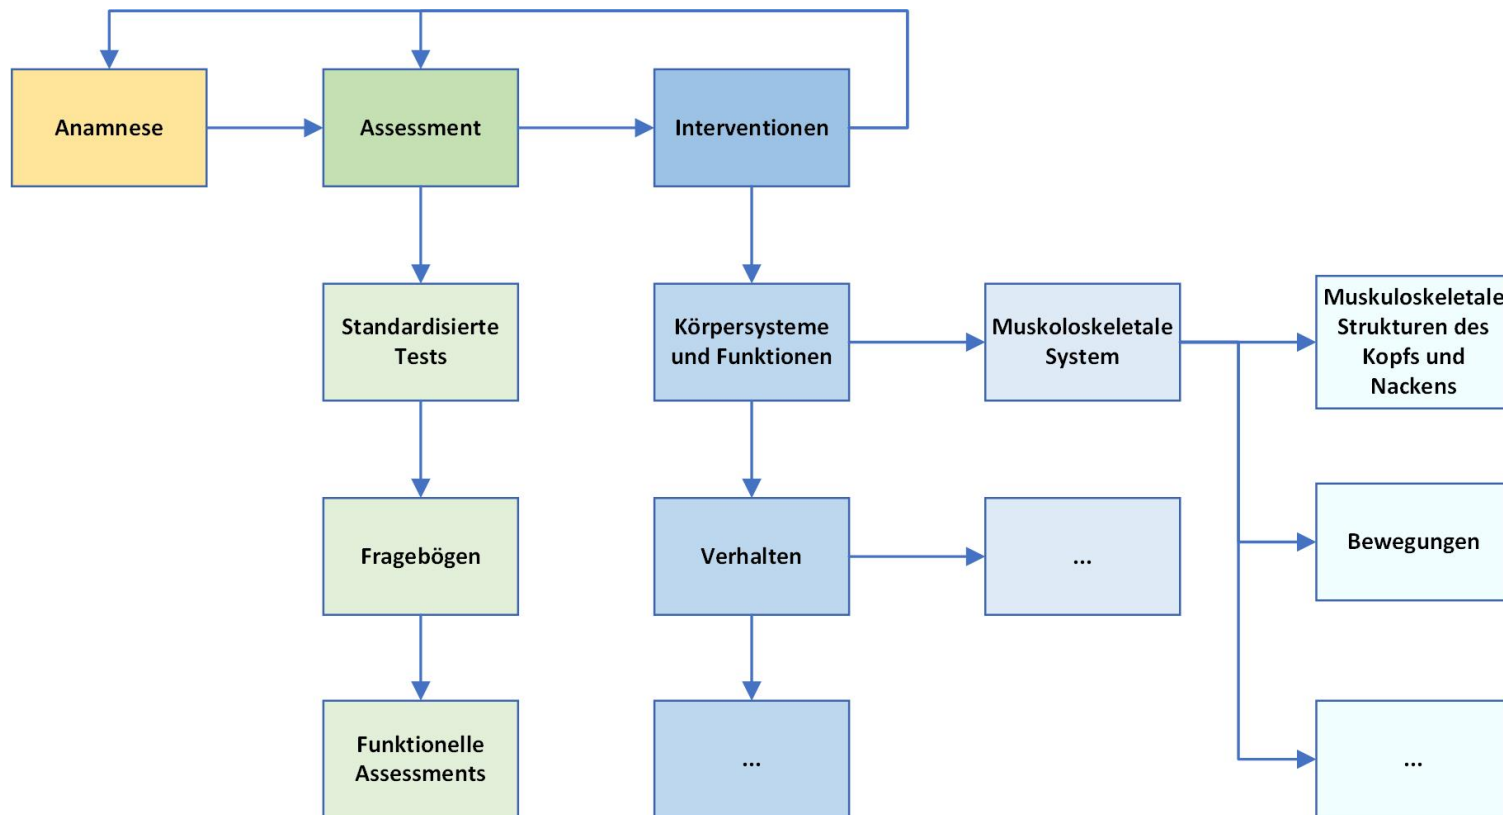 Anamnese
Assessment
Interventionen
Standardisierte
Tests
Körpersysteme
und Funktionen
Muskoloskeletale
System
Muskuloskeletale
Strukturen des
Kopfs und
Nackens
Fragebögen
Verhalten
...
Bewegungen
Funktionelle
Assessments
...
...